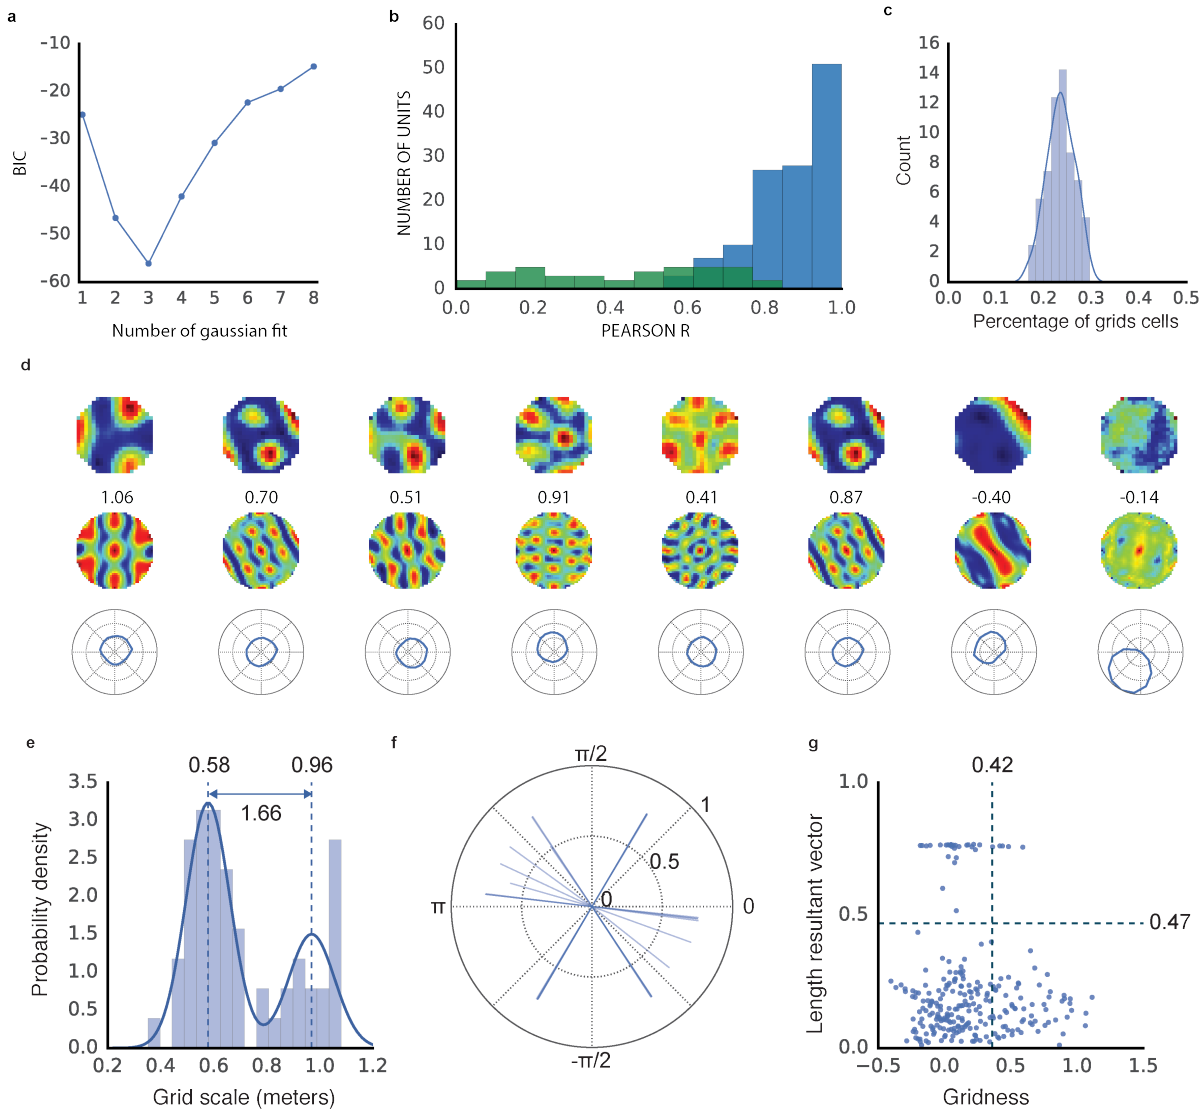 a
−10
−20
−30
−40
−50
−60
BIC
1 2 3 4 5 6 7 8
Number of gaussian fit
b
60
50
40
30
20
10
0
NUMBER OF UNITS
0.0 0.2 0.4 0.6 0.8 1.0
PEARSON R
c
16
14
12
10
8
6
4
2
0
Count
0.0 0.1 0.2 0.3 0.4 0.5
Percentage of grids cells
d
1.06 0.70 0.51 0.91 0.41 0.87 -0.40 -0.14
e
0.58 0.96
1.66
3.5
3.0
2.5
2.0
1.5
1.0
0.5
0.0
Probability density
0.2 0.4 0.6 0.8 1.0 1.2
Grid scale (meters)
f
π/2
1
0.5
0
π
0
-π/2
g
0.42
1.0
0.5
0.0
0.47
Length resultant vector
−0.5 0.0 0.5 1.0 1.5
Gridness